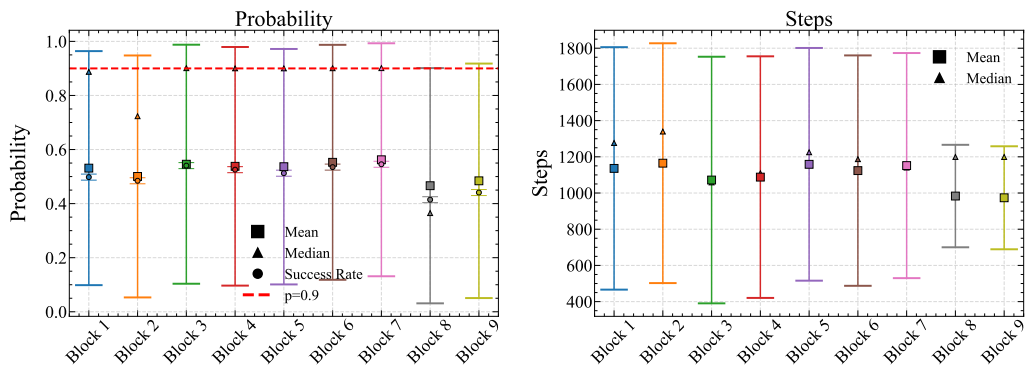 Probability
Probability
1.0
0.8
0.6
0.4
0.2
0.0
Mean
Median
Success Rate
p=0.9
Block 1
Block 2
Block 3
Block 4
Block 5
Block 6
Block 7
Block 8
Block 9
Steps
Steps
1800
1600
1400
1200
1000
800
600
400
Mean
Median
Block 1
Block 2
Block 3
Block 4
Block 5
Block 6
Block 7
Block 8
Block 9